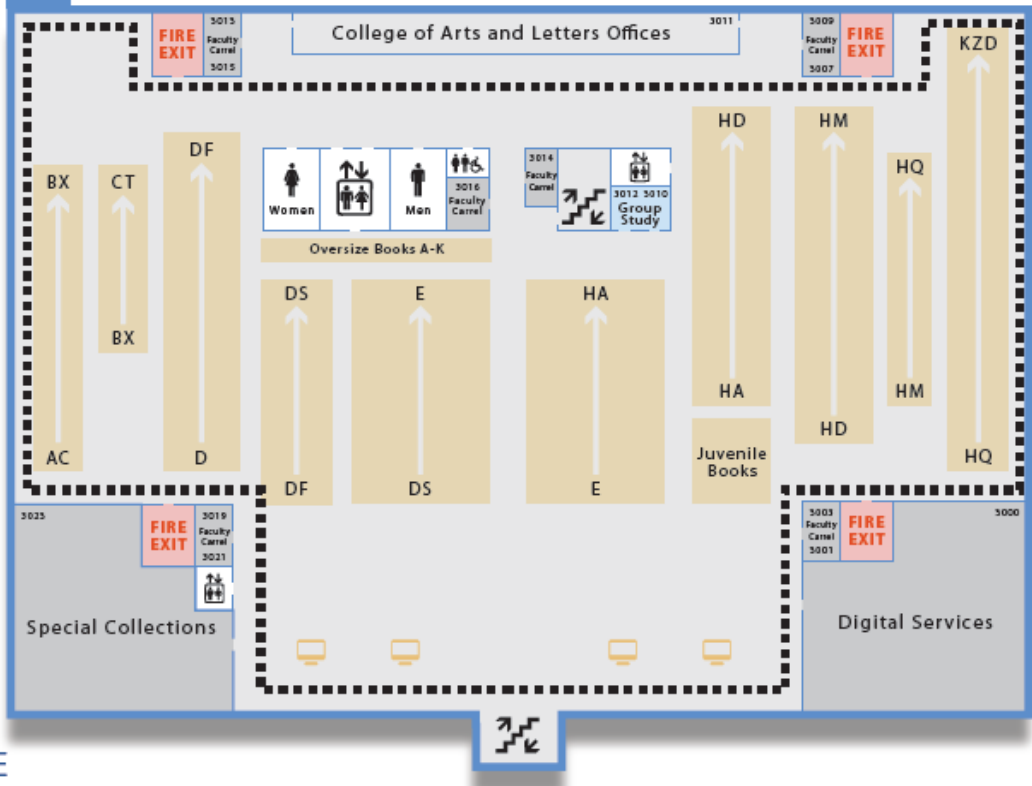 3013
Faculty
Carrel
3015
FIRE
EXIT
College of Arts and Letters Offices
3011
3009
Faculty
Carrel
3007
FIRE
EXIT
KZD
HQ
BX
AC
CT
BX
DF
D
Women
Men
3016
Faculty
Carrel
Oversize Books A-K
3014
Faculty
Carrel
3012 3010
Group
Study
DS
DF
E
DS
HA
E
HD
HA
Juvenile
Books
HM
HD
HQ
HM
3025
FIRE
EXIT
3019
Faculty
Carrel
3021
Special Collections
3003
Faculty
Carrel
3001
FIRE
EXIT
3000
Digital Services
E